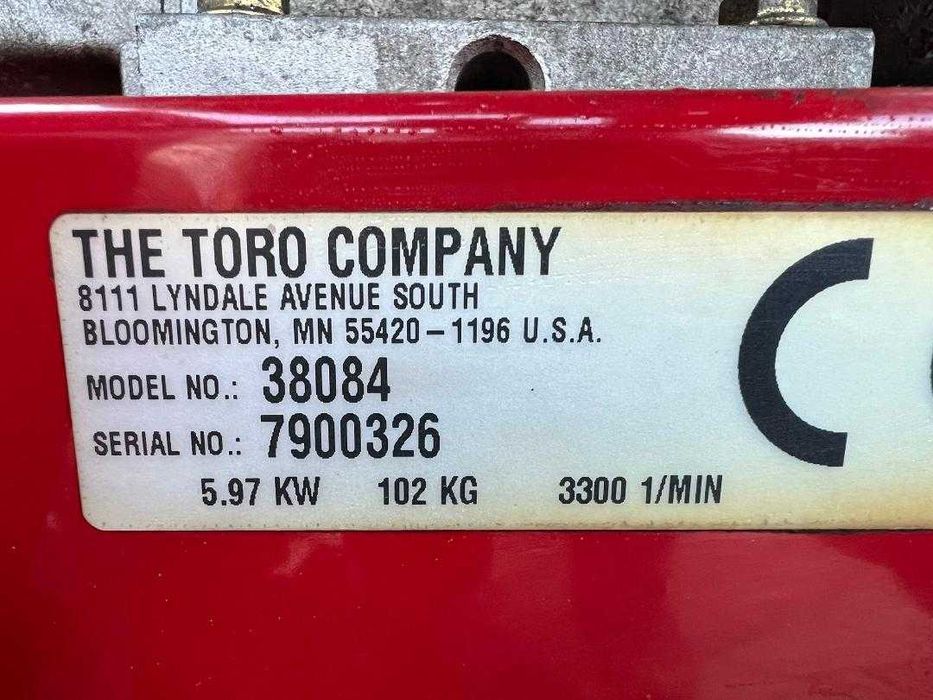 THE TORO COMPANY
8111 LYNDALE AVENUE SOUTH
BLOOMINGTON, MN 55420-1196 U.S.A.
MODEL NO.: 38084
SERIAL NO.: 7900326
5.97 KW 102 KG 3300 1/MIN
C